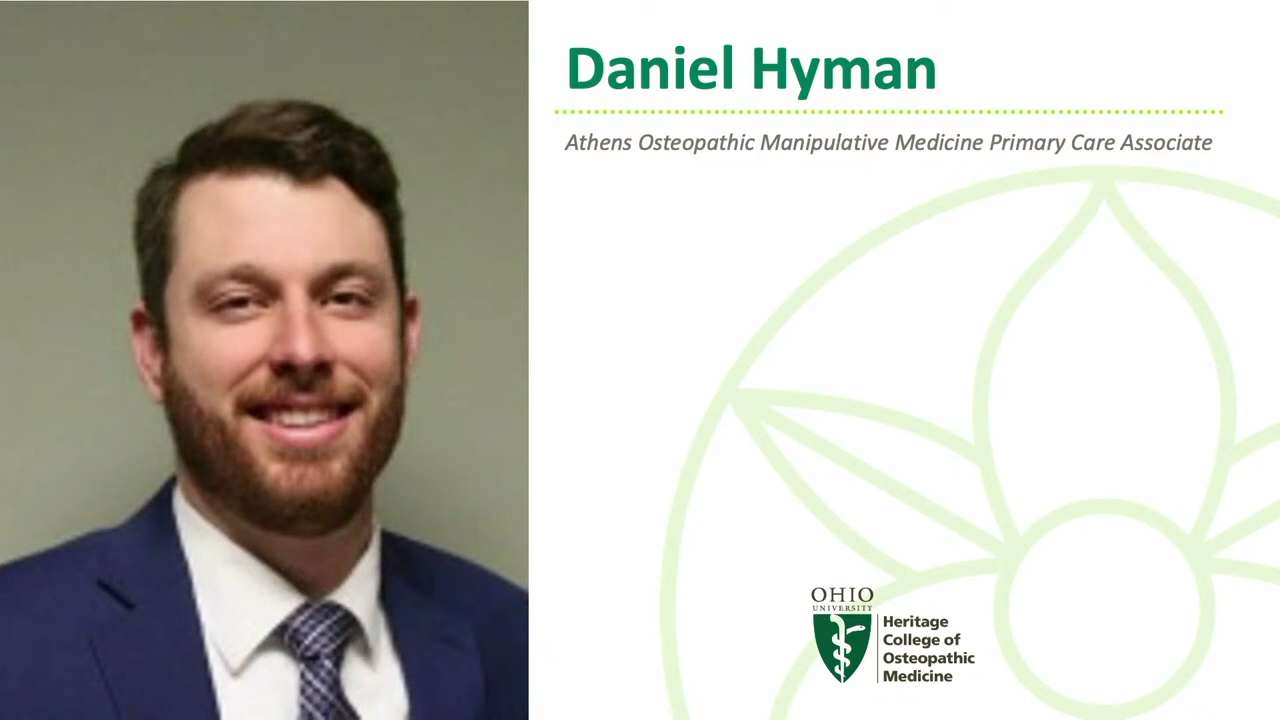 Daniel Hyman
Athens Osteopathic Manipulative Medicine Primary Care Associate
OHIO
UNIVERSITY
Heritage
College of
Osteopathic
Medicine